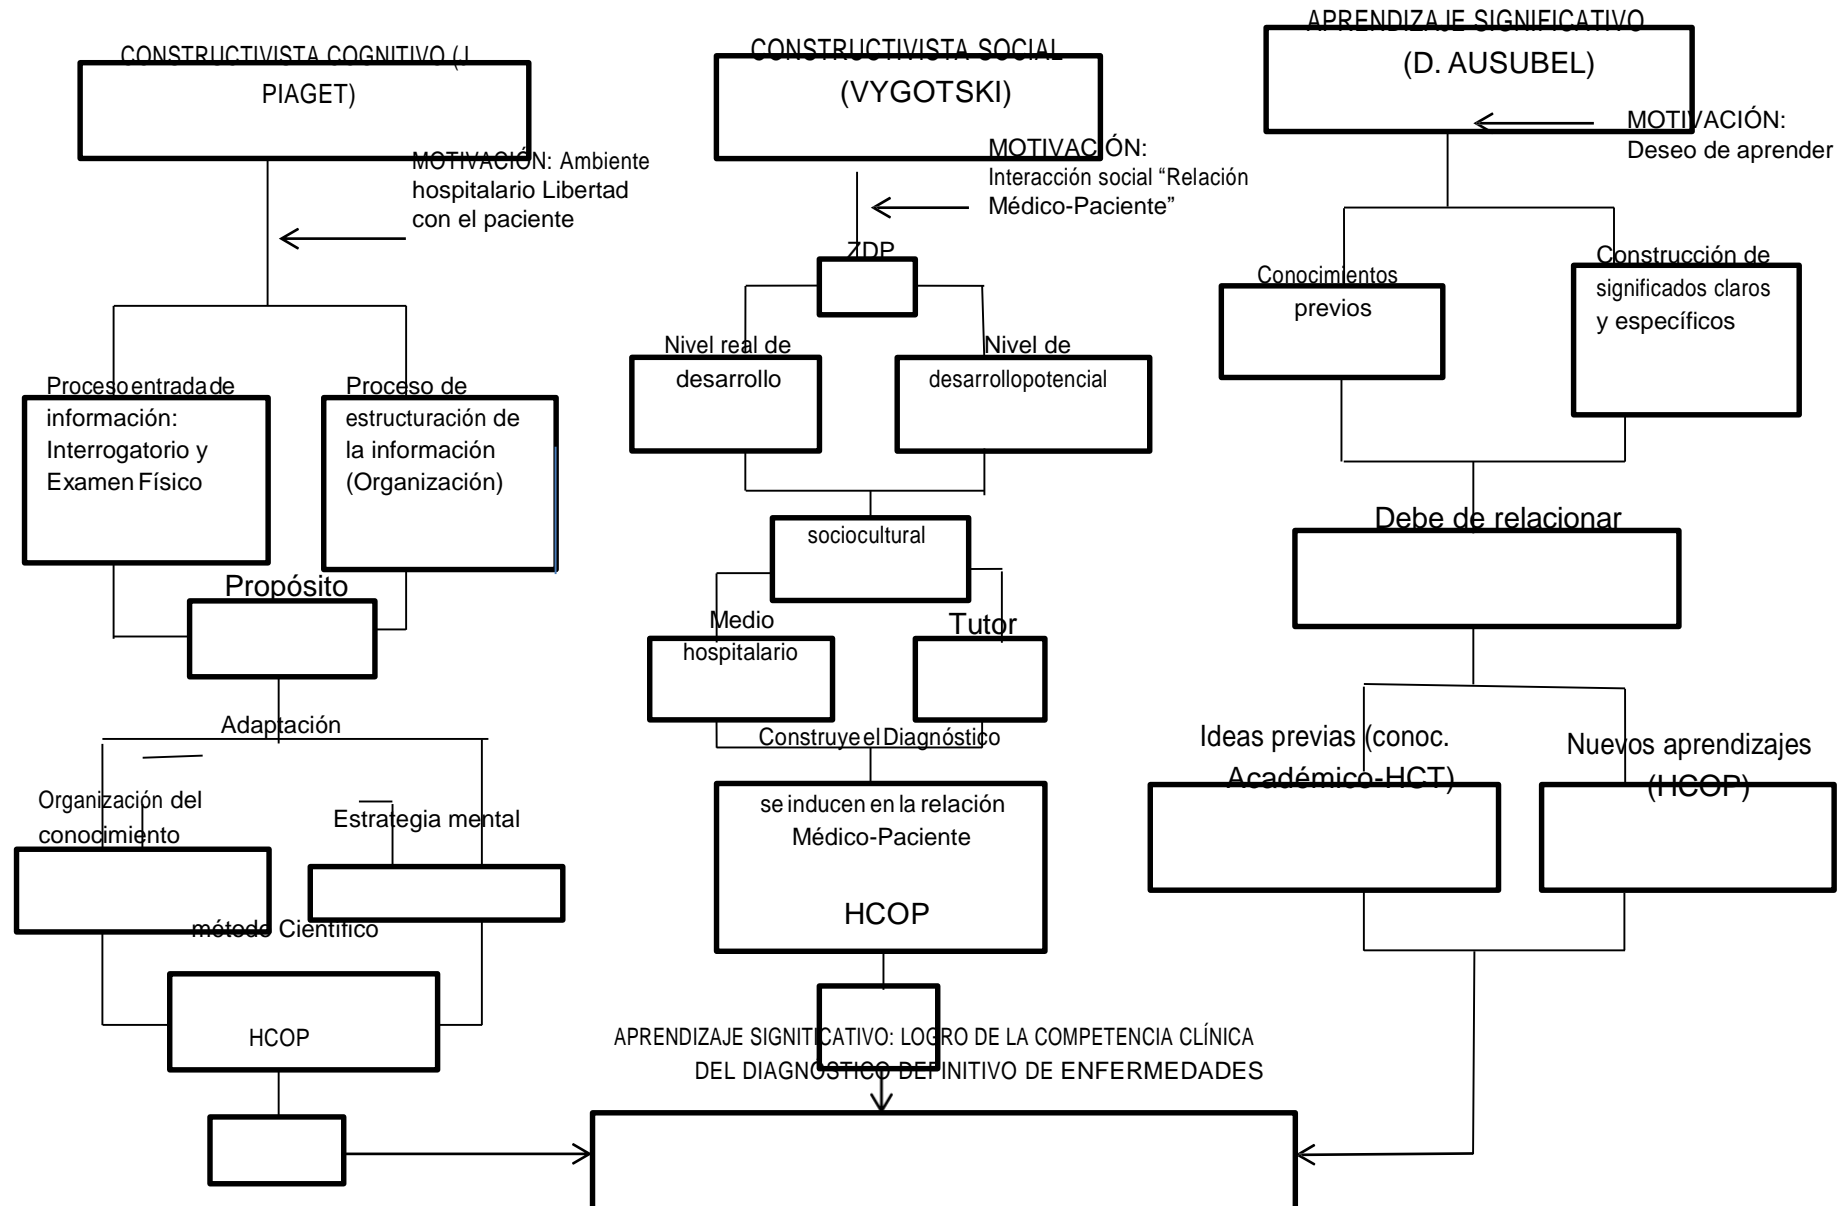 CONSTRUCTIVISTA COGNITIVO (J
PIAGET)
MOTIVACIÓN: Ambiente
hospitalario Libertad
con el paciente
Proceso entrada de
información:
Interrogatorio y
Examen Físico
Proceso de
estructuración de
la información
(Organización)
Propósito
Adaptación
Organización del
conocimiento
Estrategia mental
método Científico
HCOP
CONSTRUCTIVISTA SOCIAL
(VYGOTSKI)
MOTIVACIÓN:
Interacción social “Relación
Médico-Paciente”
ZDP
Nivel real de
desarrollo
Nivel de
desarrollopotencial
sociocultural
Medio
hospitalario
Tutor
Construye el Diagnóstico
se inducen en la relación
Médico-Paciente
HCOP
APRENDIZAJE SIGNIFICATIVO
(D. AUSUBEL)
MOTIVACIÓN:
Deseo de aprender
Conocimientos
previos
Construcción de
significados claros
y específicos
Debe de relacionar
Ideas previas (conoc.
Académico-HCT)
Nuevos aprendizajes
(HCOP)
APRENDIZAJE SIGNITICATIVO: LOGRO DE LA COMPETENCIA CLÍNICA
DEL DIAGNOSTICO DEFINITIVO DE ENFERMEDADES